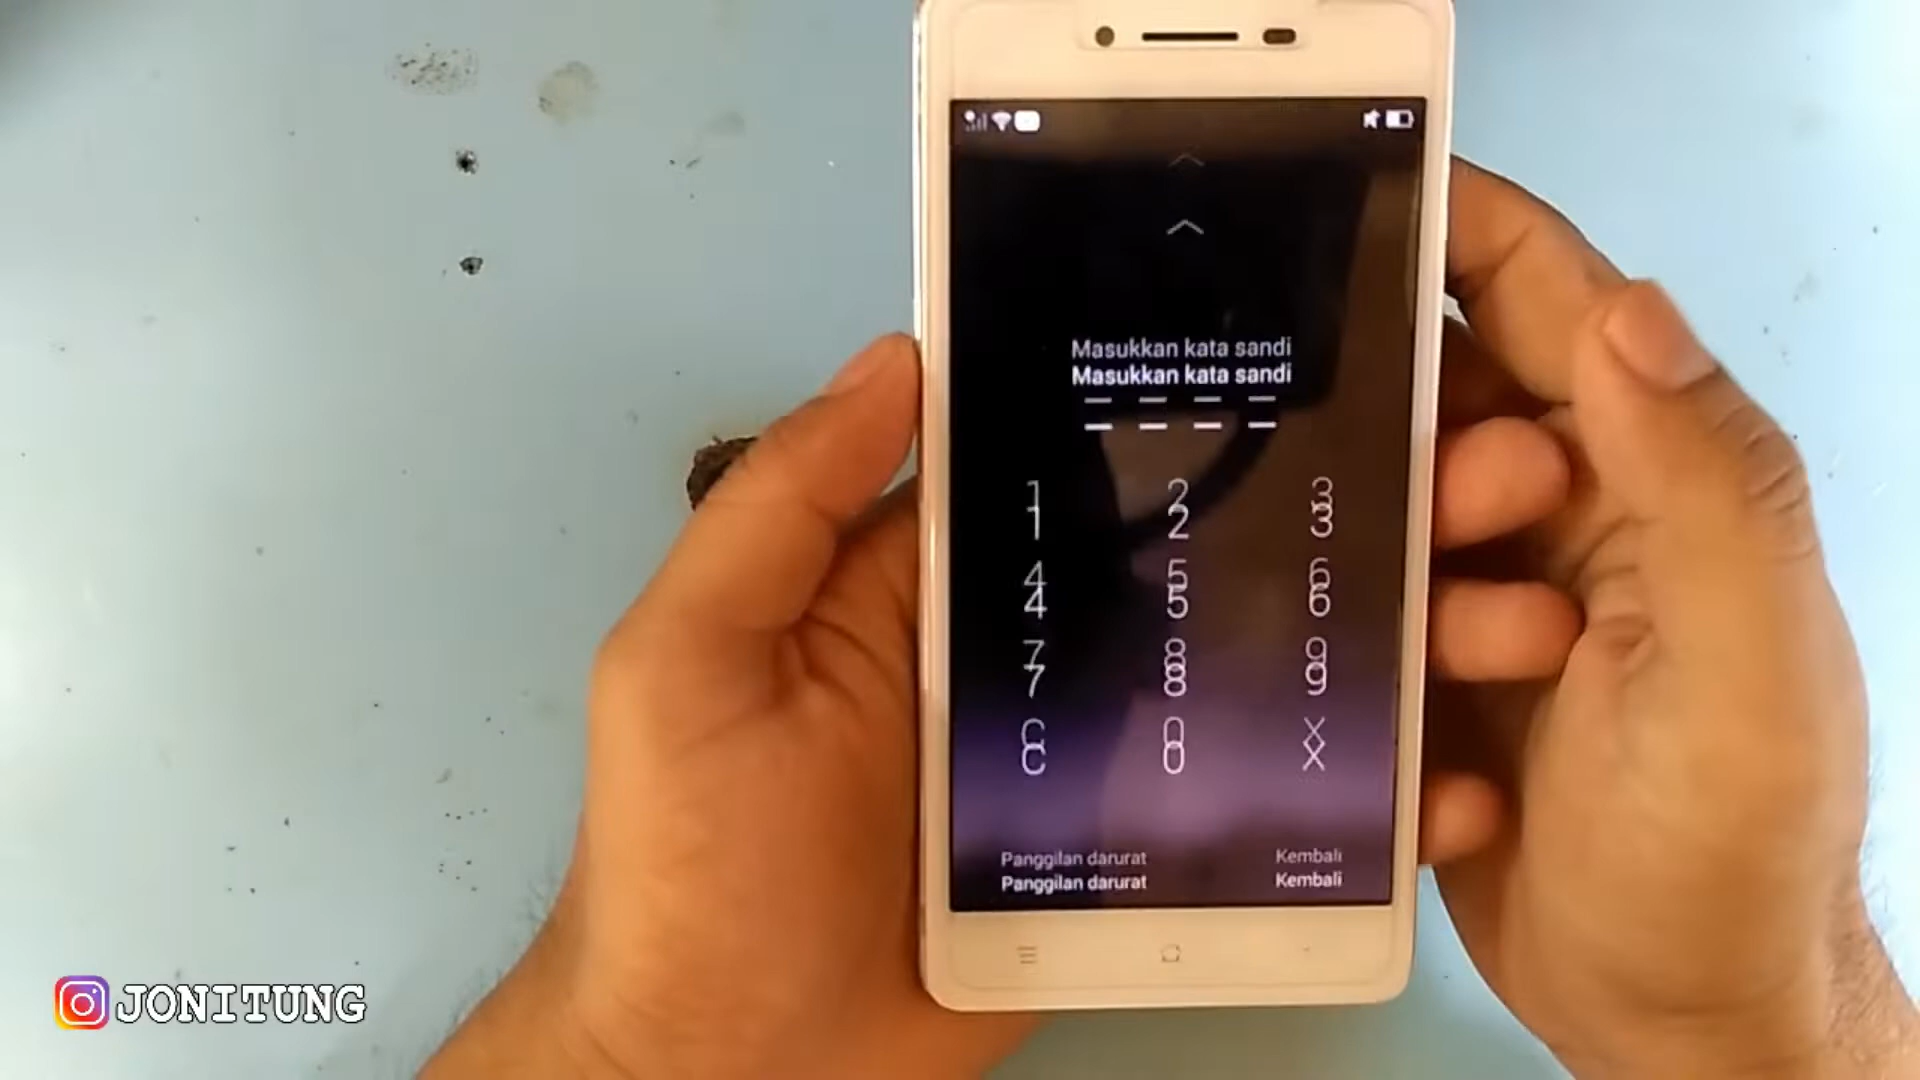 Masukkan kata sandi
Masukkan kata sandi
1 2 3
1 2 3
4 5 6
4 5 6
7 8 9
7 8 9
C 0 X
C 0 X
Panggilan darurat Kembali
Panggilan darurat Kembali
JONITUNG